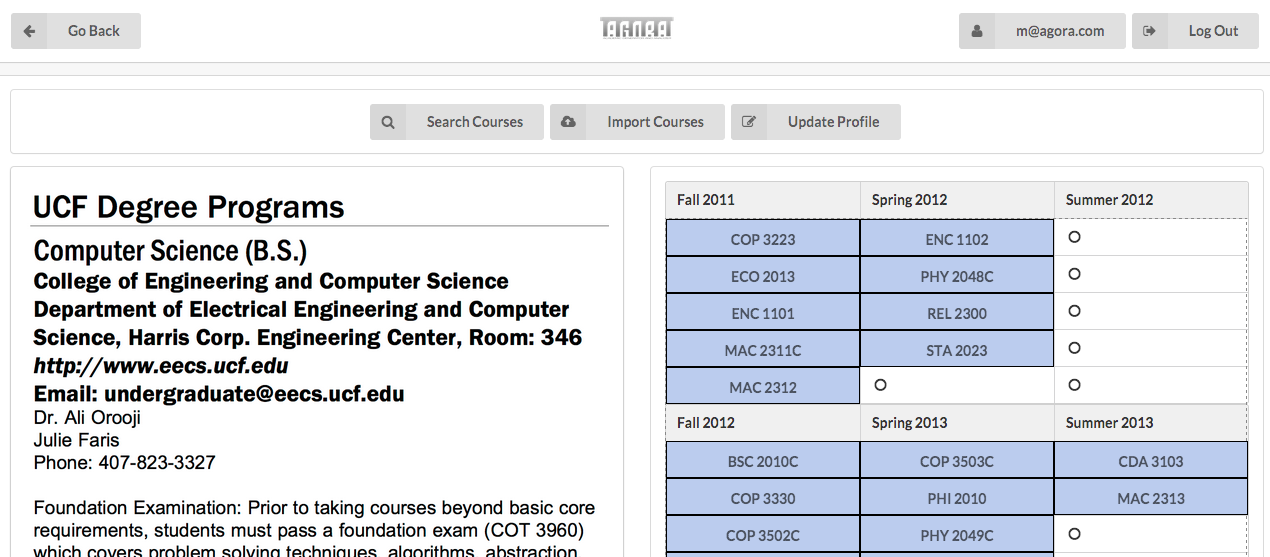 Go Back
AGORA
m@agora.com
Log Out
Search Courses
Import Courses
Update Profile
UCF Degree Programs
Computer Science (B.S.)
College of Engineering and Computer Science
Department of Electrical Engineering and Computer
Science, Harris Corp. Engineering Center, Room: 346
http://www.eecs.ucf.edu
Email: undergraduate@eecs.ucf.edu
Dr. Ali Orooji
Julie Faris
Phone: 407-823-3327
Foundation Examination: Prior to taking courses beyond basic core
requirements, students must pass a foundation exam (COT 3960)
which covers problem solving techniques, algorithms, abstraction,
Fall 2011 Spring 2012 Summer 2012
COP 3223 ENC 1102
ECO 2013 PHY 2048C
ENC 1101 REL 2300
MAC 2311C STA 2023
MAC 2312
Fall 2012 Spring 2013 Summer 2013
BSC 2010C COP 3503C CDA 3103
COP 3330 PHI 2010 MAC 2313
COP 3502C PHY 2049C